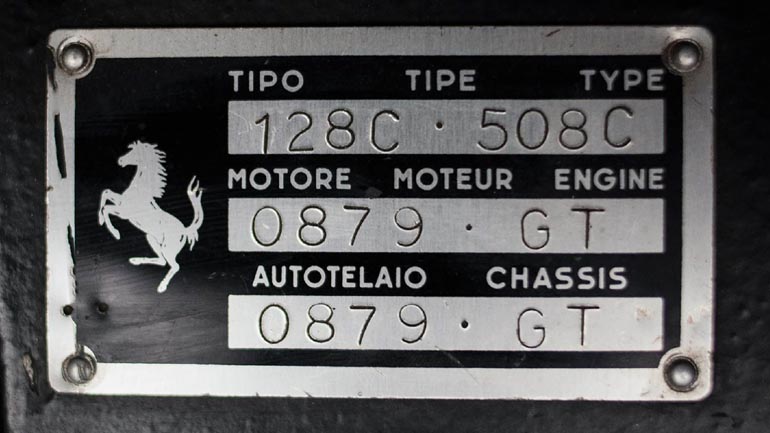 TIPO TIPE TYPE
128C · 508C
MOTORE MOTEUR ENGINE
0879 · GT
AUTOTELAIO CHASSIS
0879 · GT